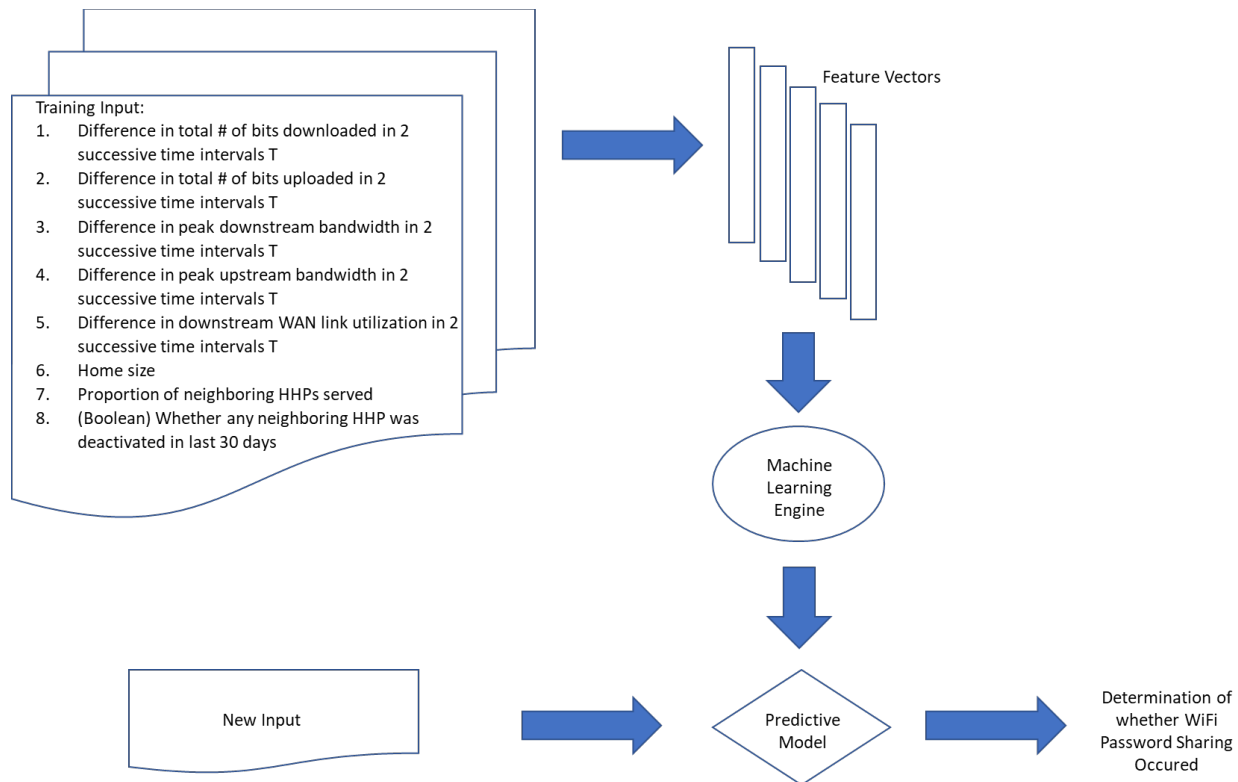 Training Input:
1. Difference in total # of bits downloaded in 2
successive time intervals T
2. Difference in total # of bits uploaded in 2
successive time intervals T
3. Difference in peak downstream bandwidth in 2
successive time intervals T
4. Difference in peak upstream bandwidth in 2
successive time intervals T
5. Difference in downstream WAN link utilization in 2
successive time intervals T
6. Home size
7. Proportion of neighboring HHPs served
8. (Boolean) Whether any neighboring HHP was
deactivated in last 30 days
Feature Vectors
Machine
Learning
Engine
New Input
Predictive
Model
Determination of
whether WiFi
Password Sharing
Occured